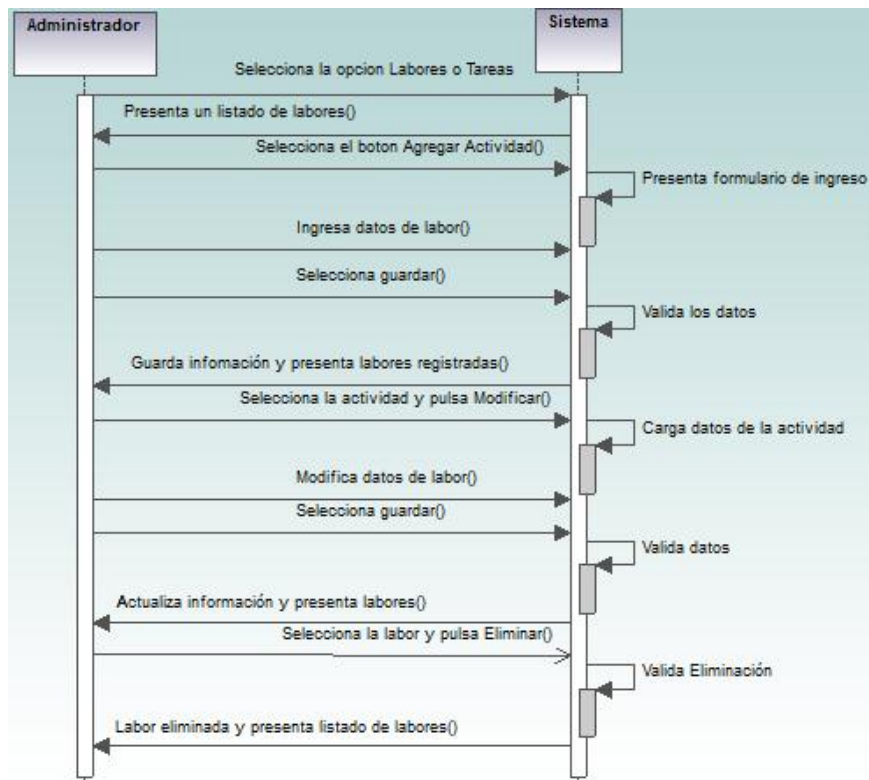 Administrador
Sistema
Selecciona la opcion Labores o Tareas
Presenta un listado de labores()
Selecciona el boton Agregar Actividad()
Presenta formulario de ingreso
Ingresa datos de labor()
Selecciona guardar()
Valida los datos
Guarda infomación y presenta labores registradas()
Selecciona la actividad y pulsa Modificar()
Carga datos de la actividad
Modifica datos de labor()
Selecciona guardar()
Valida datos
Actualiza información y presenta labores()
Selecciona la labor y pulsa Eliminar()
Valida Eliminación
Labor eliminada y presenta listado de labores()